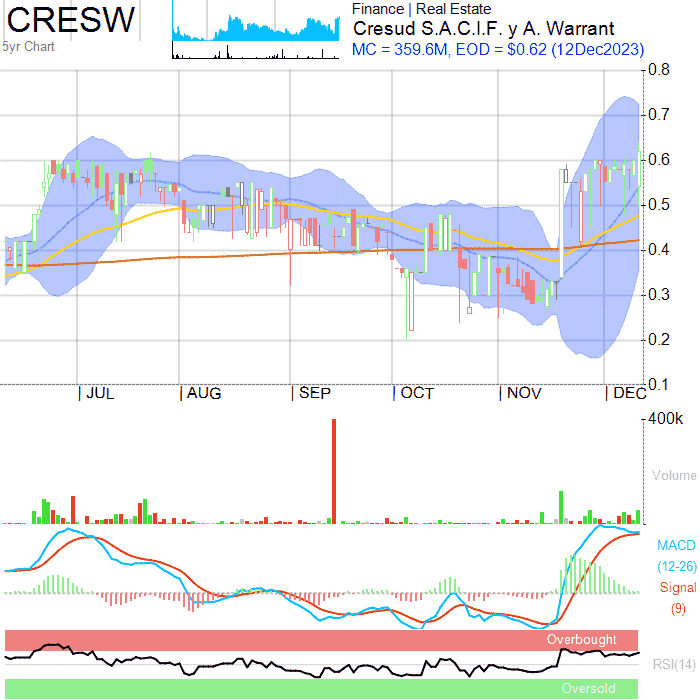 CRESW
5yr Chart
Finance | Real Estate
Cresud S.A.C.I.F. y A. Warrant
MC = 359.6M, EOD = $0.62 (12Dec2023)
0.8
0.7
0.6
0.5
0.4
0.3
0.2
0.1
| JUL | AUG | SEP | OCT | NOV | DEC
400k
Volume
MACD
(12-26)
Signal
(9)
Overbought
RSI(14)
Oversold